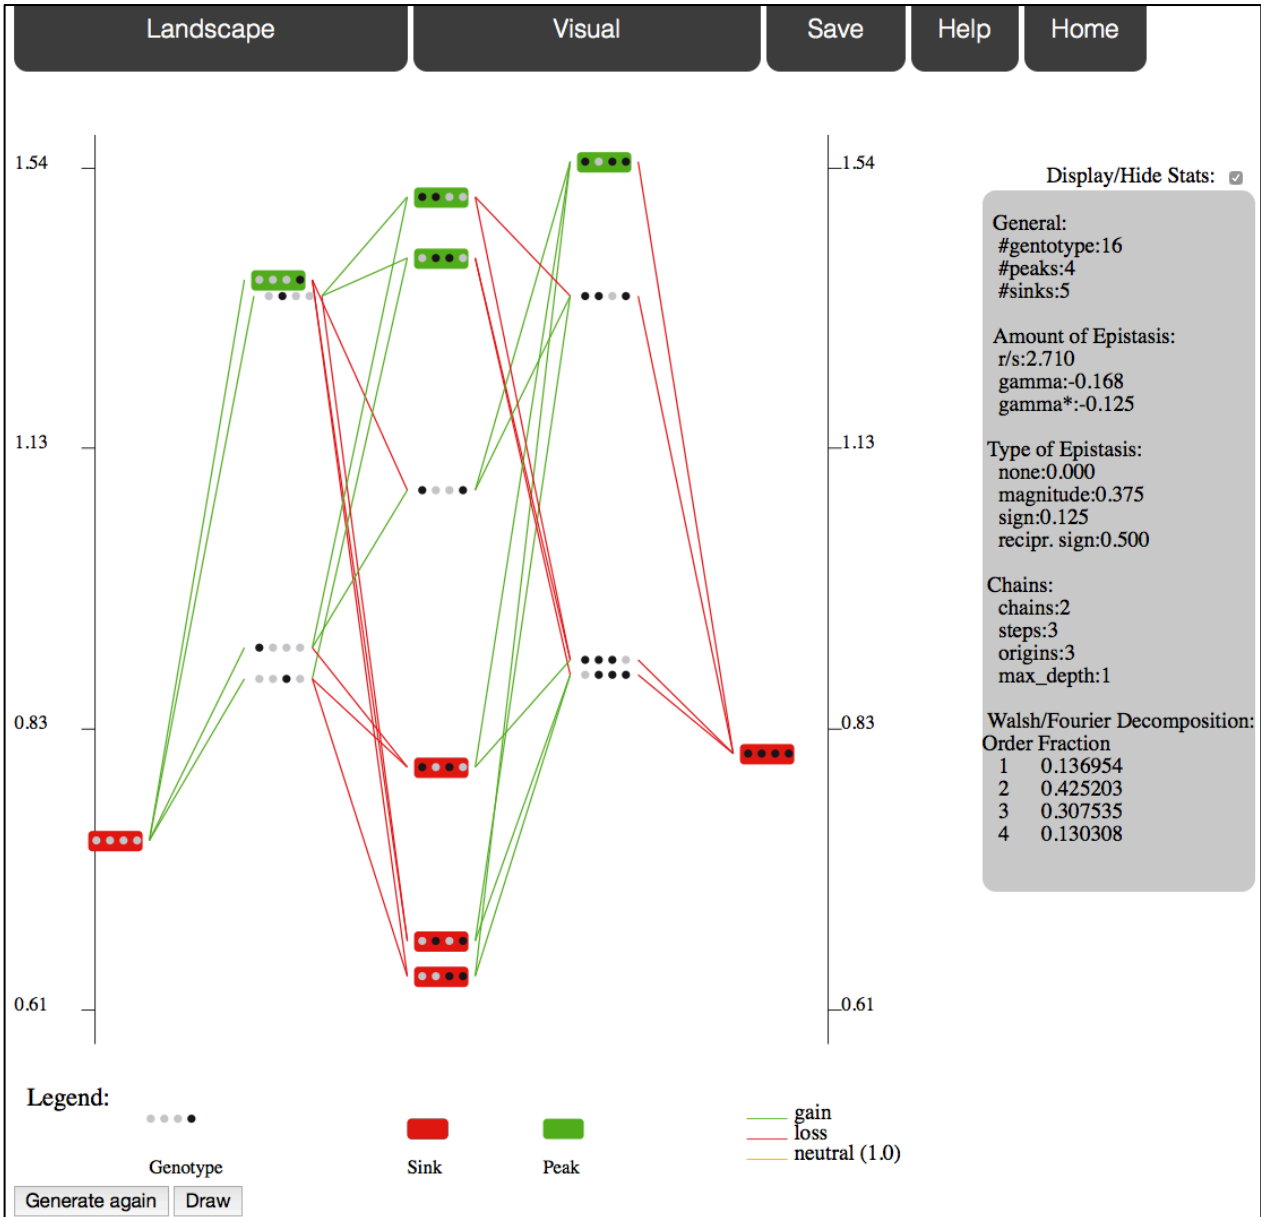 Landscape Visual Save Help Home
1.54 1.54
Display/Hide Stats:
General:
#gentotype:16
#peaks:4
#sinks:5
Amount of Epistasis:
r/s:2.710
gamma:-0.168
gamma*:-0.125
1.13 1.13
Type of Epistasis:
none:0.000
magnitude:0.375
sign:0.125
recipr. sign:0.500
Chains:
chains:2
steps:3
origins:3
max_depth:1
0.83 0.83
Walsh/Fourier Decomposition:
Order Fraction
1 0.136954
2 0.425203
3 0.307535
4 0.130308
0.61 0.61
Legend:
Genotype
Sink
Peak
gain
loss
neutral (1.0)
Generate again Draw